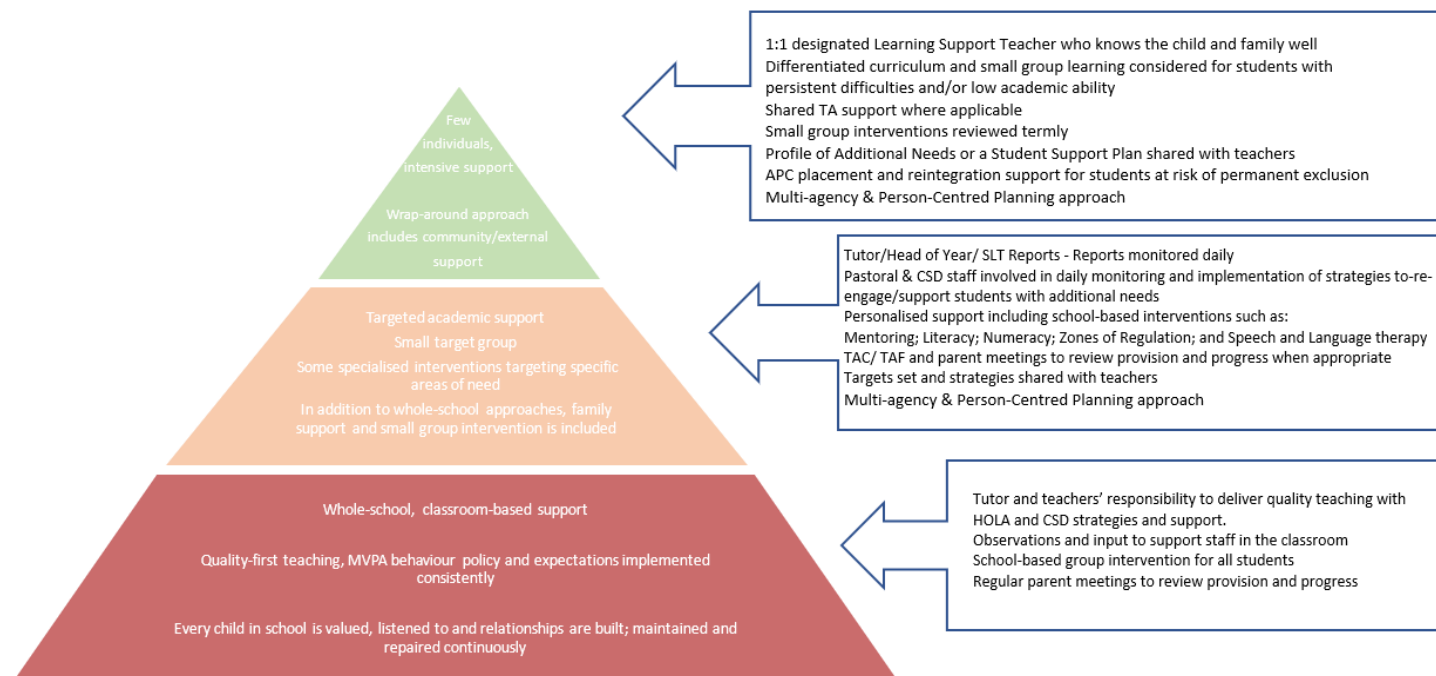 1:1 designated Learning Support Teacher who knows the child and family well
Differentiated curriculum and small group learning considered for students with
persistent difficulties and/or low academic ability
Shared TA support where applicable
Small group interventions reviewed termly
Profile of Additional Needs or a Student Support Plan shared with teachers
APC placement and reintegration support for students at risk of permanent exclusion
Multi-agency & Person-Centred Planning approach
Few
individuals,
intensive support
Wrap-around approach
includes community/external
support
Tutor/Head of Year/ SLT Reports - Reports monitored daily
Pastoral & CSD staff involved in daily monitoring and implementation of strategies to-re-
engage/support students with additional needs
Personalised support including school-based interventions such as:
Mentoring; Literacy; Numeracy; Zones of Regulation; and Speech and Language therapy
TAC/ TAF and parent meetings to review provision and progress when appropriate
Targets set and strategies shared with teachers
Multi-agency & Person-Centred Planning approach
Targeted academic support
Small target group
Some specialised interventions targeting specific
areas of need
In addition to whole-school approaches, family
support and small group intervention is included
Tutor and teachers’ responsibility to deliver quality teaching with
HOLA and CSD strategies and support.
Observations and input to support staff in the classroom
School-based group intervention for all students
Regular parent meetings to review provision and progress
Whole-school, classroom-based support
Quality-first teaching, MVPA behaviour policy and expectations implemented
consistently
Every child in school is valued, listened to and relationships are built; maintained and
repaired continuously